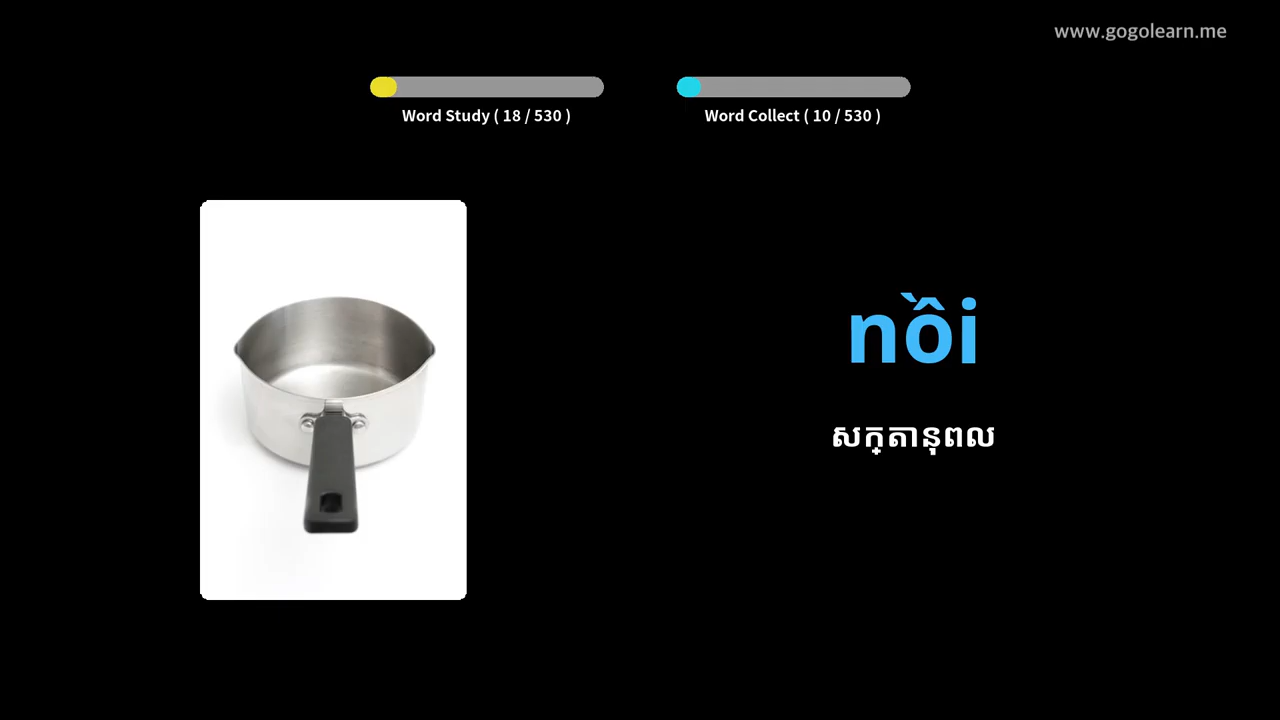 www.gogolearn.me
Word Study ( 18 / 530 )
Word Collect ( 10 / 530 )
nồi
សក្តានុពល